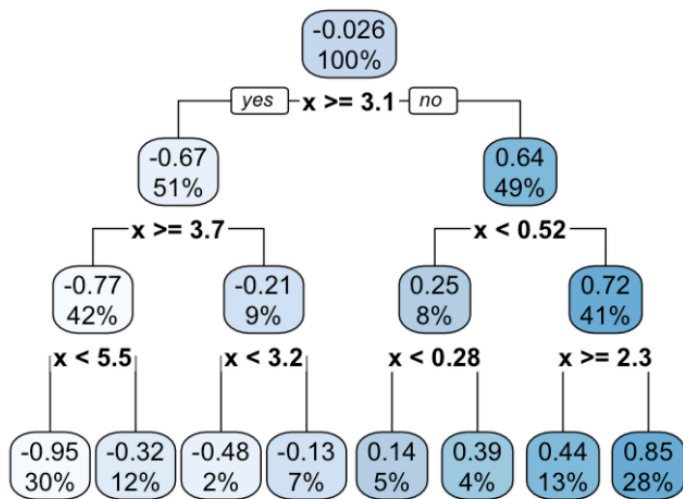 -0.026
100%
yes x >= 3.1 no
-0.67 0.64
51% 49%
x >= 3.7 x < 0.52
-0.77 -0.21 0.25 0.72
42% 9% 8% 41%
x < 5.5 x < 3.2 x < 0.28 x >= 2.3
-0.95 -0.32 -0.48 -0.13 0.14 0.39 0.44 0.85
30% 12% 2% 7% 5% 4% 13% 28%